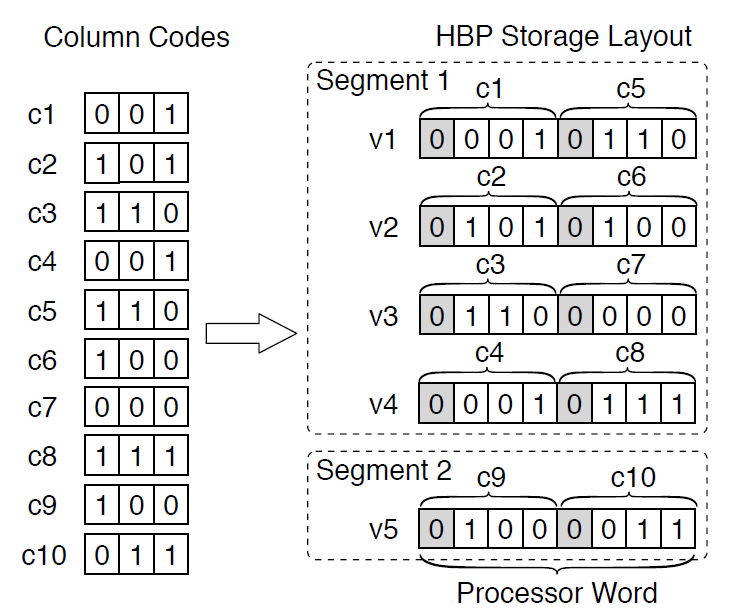 Column Codes
HBP Storage Layout
c1 0 0 1
c2 1 0 1
c3 1 1 0
c4 0 0 1
c5 1 1 0
c6 1 0 0
c7 0 0 0
c8 1 1 1
c9 1 0 0
c10 0 1 1
Segment 1
c1 c5
v1 0 0 0 1 0 1 1 0
c2 c6
v2 0 1 0 1 0 1 0 0
c3 c7
v3 0 1 1 0 0 0 0 0
c4 c8
v4 0 0 0 1 0 1 1 1
Segment 2
c9 c10
v5 0 1 0 0 0 0 1 1
Processor Word